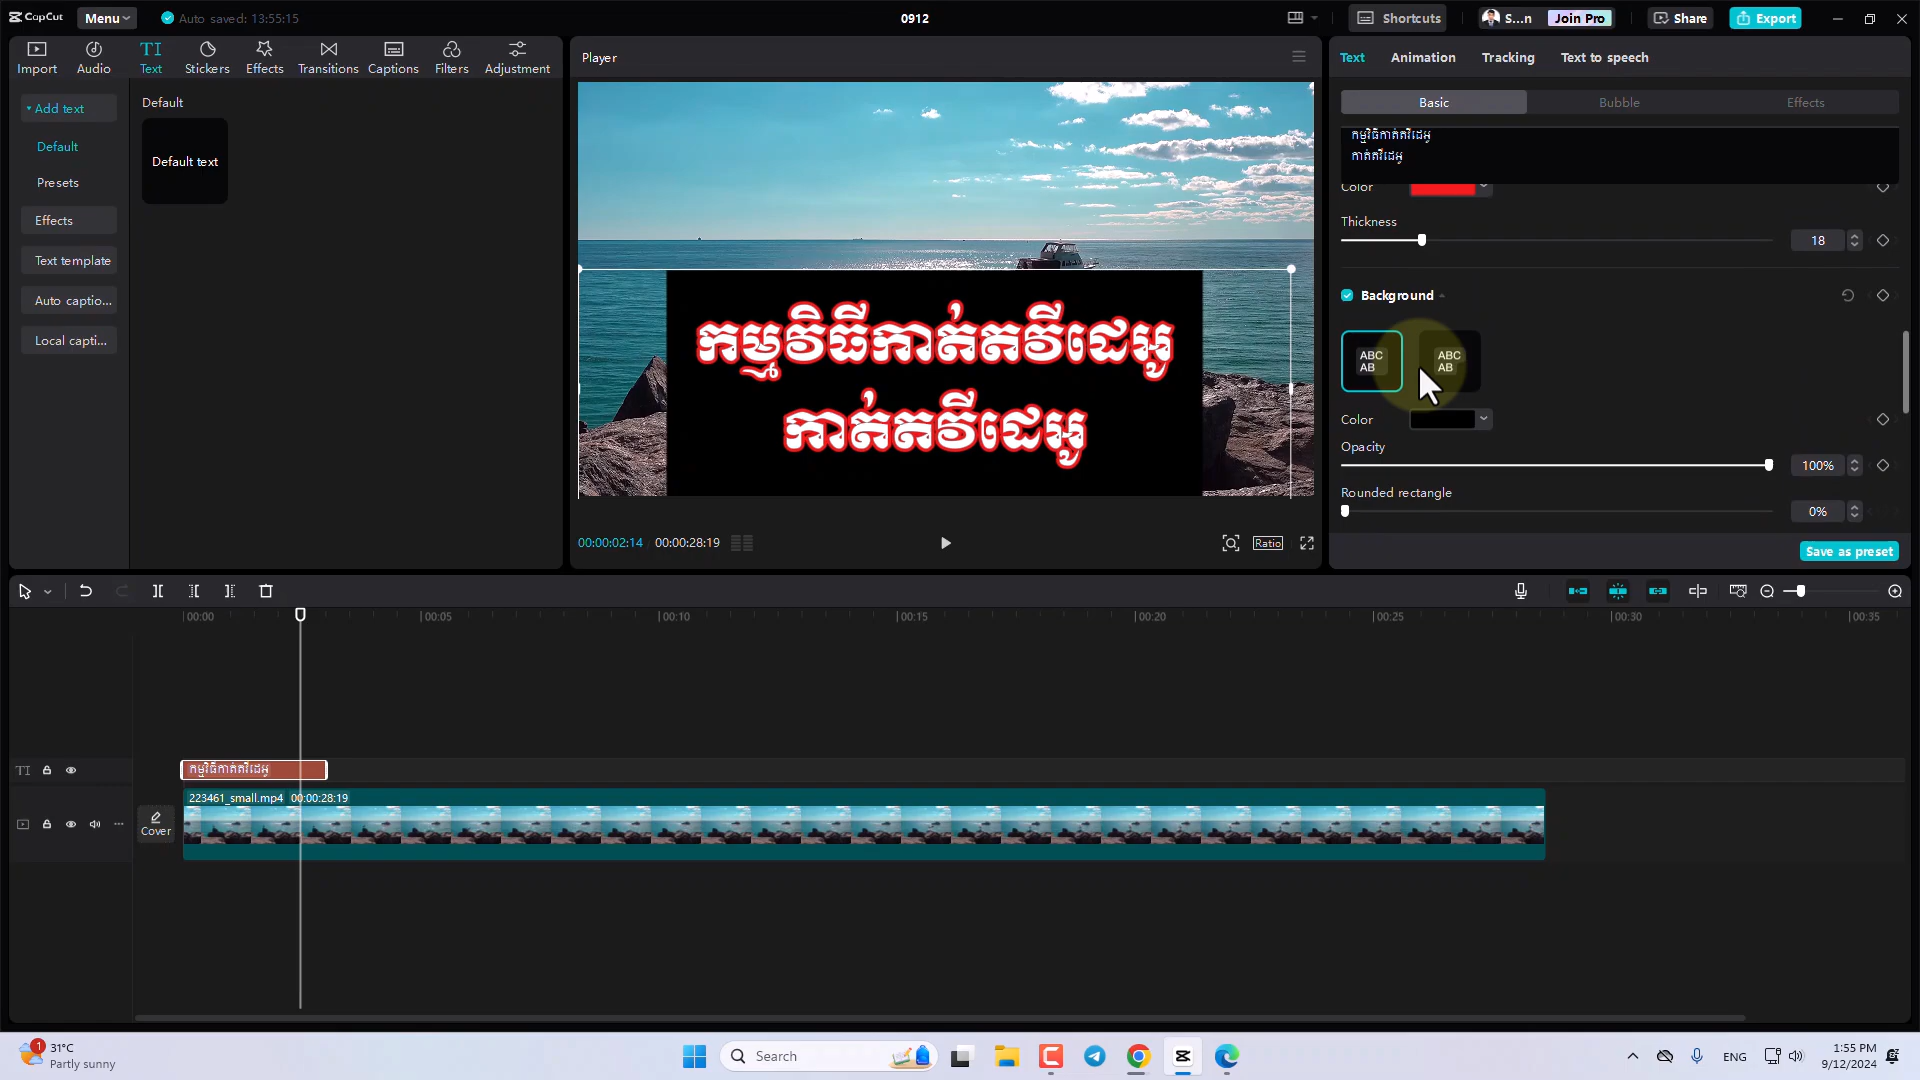 CapCut
Menu
Auto saved: 13:55:15
0912
Shortcuts
S...n
Join Pro
Share
Export
Import
Audio
TI
Text
Stickers
Effects
Transitions
Captions
Filters
Adjustment
Add text
Default
Presets
Effects
Text template
Auto captio...
Local capti...
Default
Default text
Player
កម្មវិធីកាត់តវីដេអូ
កាត់តវីដេអូ
00:00:02:14
00:00:28:19
Ratio
Text
Animation
Tracking
Text to speech
Basic
Bubble
Effects
កម្មវិធីកាត់តវីដេអូ
កាត់តវីដេអូ
Color
Thickness
18
Background
ABC
AB
ABC
AB
Color
Opacity
100%
Rounded rectangle
0%
Save as preset
00:00
00:05
00:10
00:15
00:20
00:25
00:30
00:35
TI
កម្មវិធីកាត់តវីដេអូ
Cover
223461_small.mp4 00:00:28:19
1
31°C
Partly sunny
Search
ENG
1:55 PM
9/12/2024